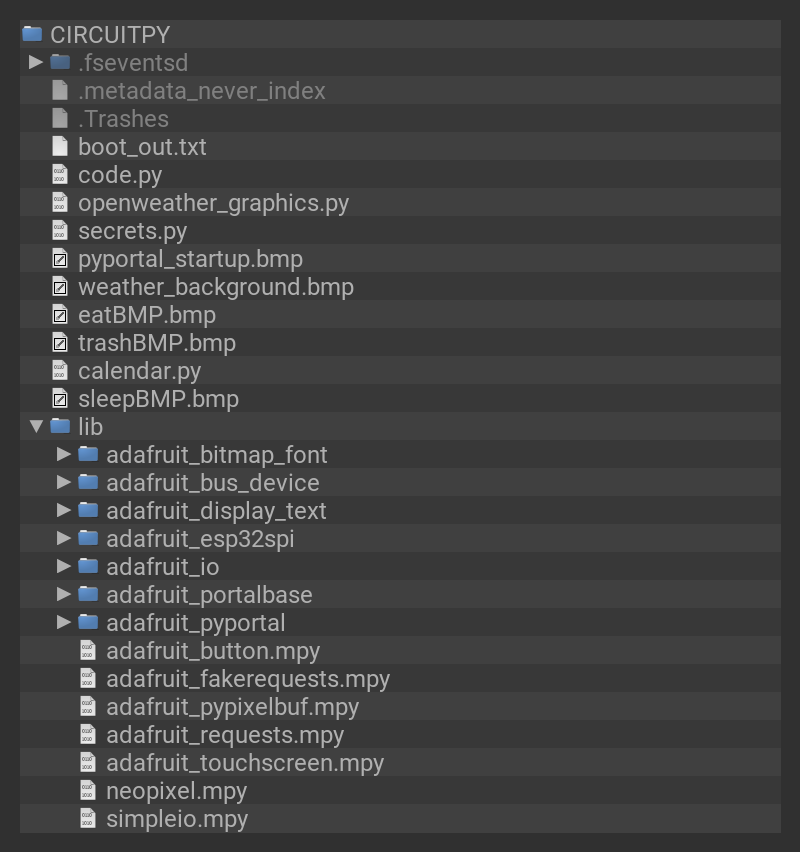 CIRCUITPY
.fseventsd
.metadata_never_index
.Trashes
boot_out.txt
code.py
openweather_graphics.py
secrets.py
pyportal_startup.bmp
weather_background.bmp
eatBMP.bmp
trashBMP.bmp
calendar.py
sleepBMP.bmp
lib
adafruit_bitmap_font
adafruit_bus_device
adafruit_display_text
adafruit_esp32spi
adafruit_io
adafruit_portalbase
adafruit_pyportal
adafruit_button.mpy
adafruit_fakerequests.mpy
adafruit_pypixelbuf.mpy
adafruit_requests.mpy
adafruit_touchscreen.mpy
neopixel.mpy
simpleio.mpy